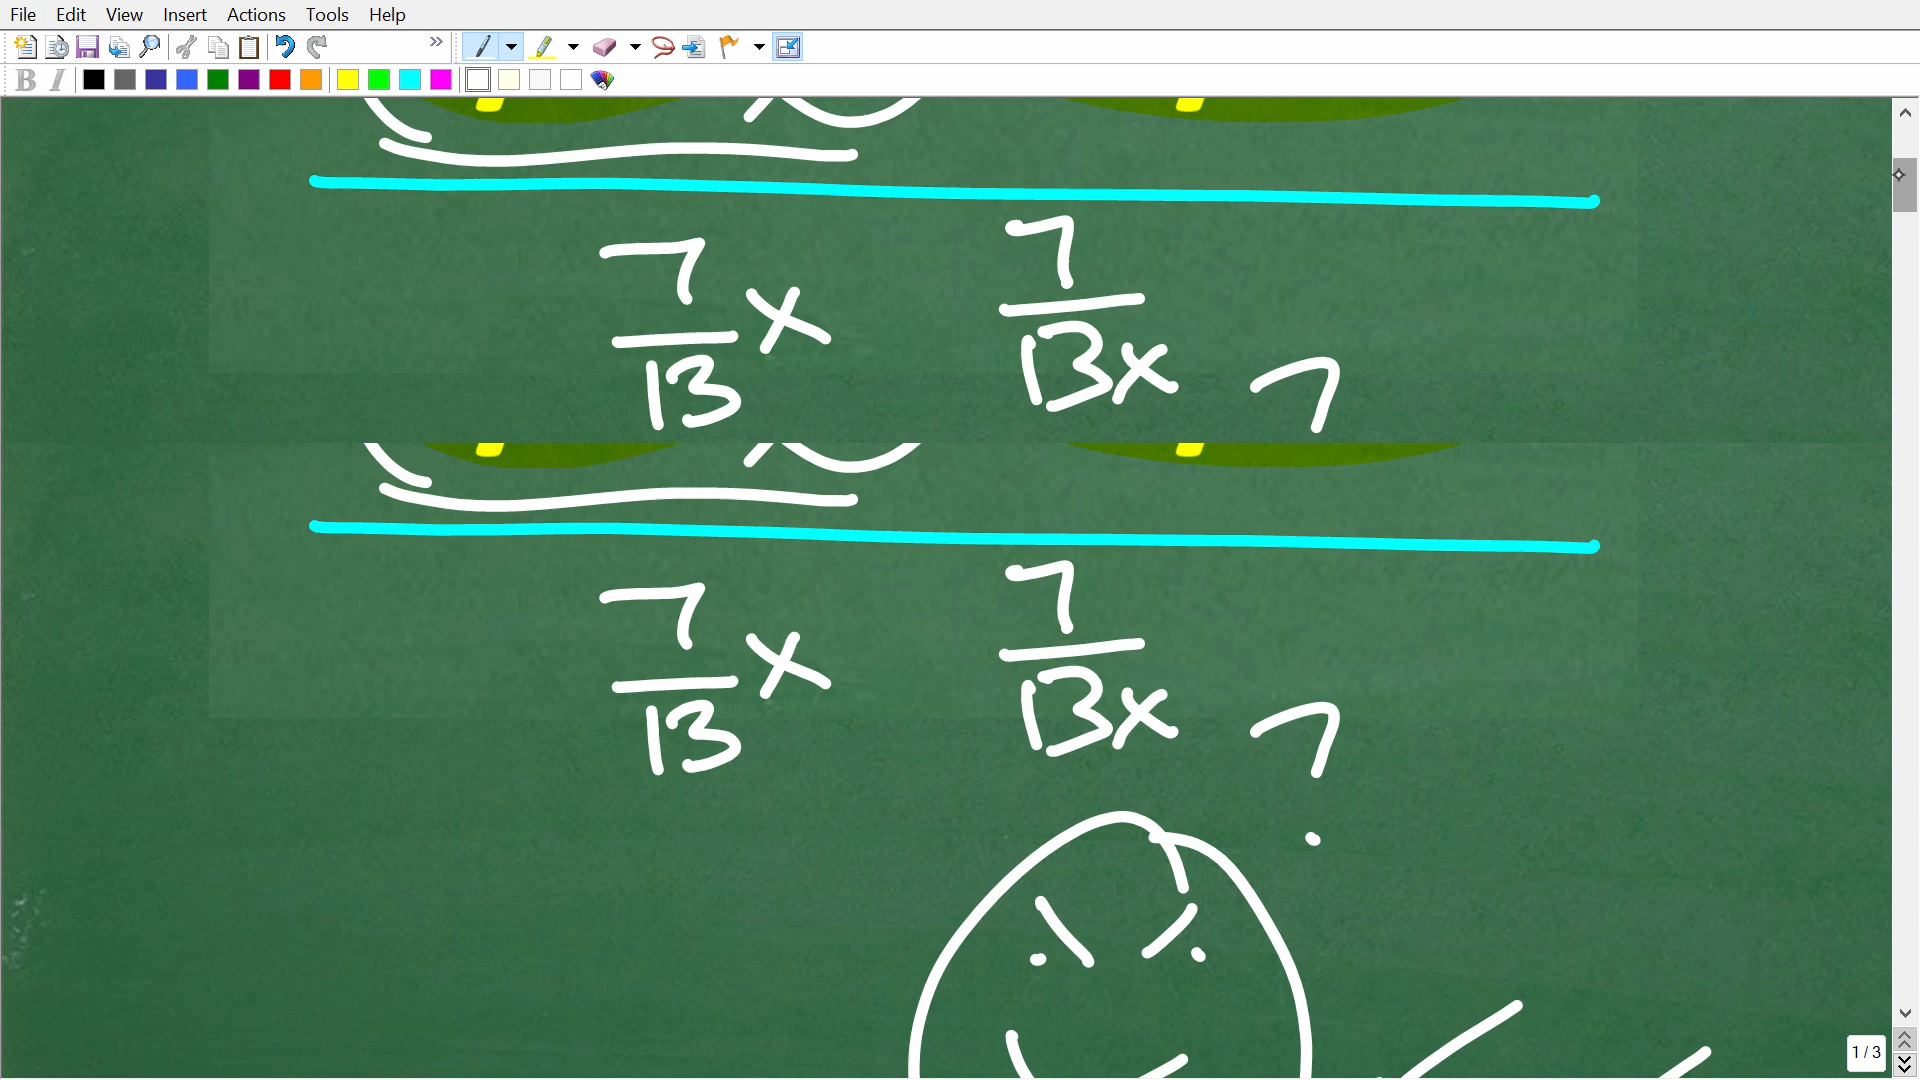 File Edit View Insert Actions Tools Help
B I
7/13 x 7/13x ?
7/13 x 7/13x ?
1 / 3